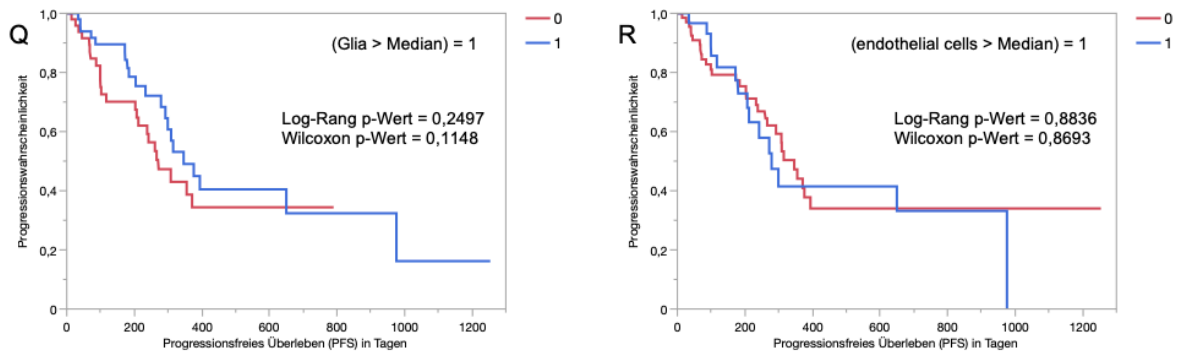 Q
(Glia > Median) = 1
Log-Rang p-Wert = 0,2497
Wilcoxon p-Wert = 0,1148
Progressionswahrscheinlichkeit
1,0
0,8
0,6
0,4
0,2
0
0 200 400 600 800 1000 1200
Progressionsfreies Überleben (PFS) in Tagen
0
1
R
(endothelial cells > Median) = 1
Log-Rang p-Wert = 0,8836
Wilcoxon p-Wert = 0,8693
Progressionswahrscheinlichkeit
1,0
0,8
0,6
0,4
0,2
0
0 200 400 600 800 1000 1200
Progressionsfreies Überleben (PFS) in Tagen
0
1